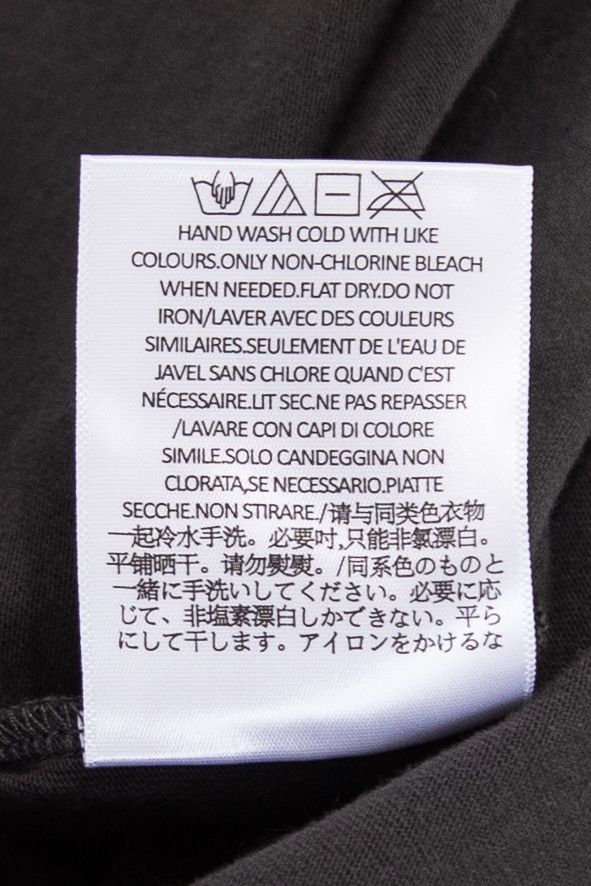 HAND WASH COLD WITH LIKE
COLOURS.ONLY NON-CHLORINE BLEACH
WHEN NEEDED.FLAT DRY.DO NOT
IRON/LAVER AVEC DES COULEURS
SIMILAIRES.SEULEMENT DE L'EAU DE
JAVEL SANS CHLORE QUAND C'EST
NÉCESSAIRE.LIT SEC.NE PAS REPASSER
/LAVARE CON CAPI DI COLORE
SIMILE.SOLO CANDEGGINA NON
CLORATA,SE NECESSARIO.PIATTE
SECCHE.NON STIRARE./请与同类色衣物
一起冷水手洗。必要时,只能非氯漂白。
平铺晒干。请勿熨熨。/同系色のものと
一緒に手洗いしてください。必要に応
じて、非塩素漂白しかできない。平ら
にして干します。アイロンをかけるな